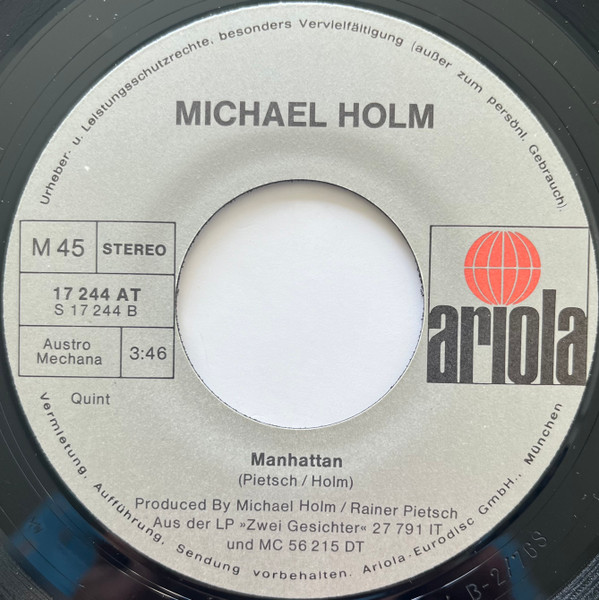 Urheber- u. Leistungsschutzrechte, besonders Vervielfältigung (außer zum persönl. Gebrauch)
MICHAEL HOLM
M 45 STEREO
17 244 AT
S 17 244 B
Austro
Mechana
3:46
ariola
Quint
Manhattan
(Pietsch / Holm)
Produced By Michael Holm / Rainer Pietsch
Aus der LP »Zwei Gesichter« 27 791 IT
und MC 56 215 DT
Vermietung, Aufführung, Sendung vorbehalten. Ariola-Eurodisc GmbH., München